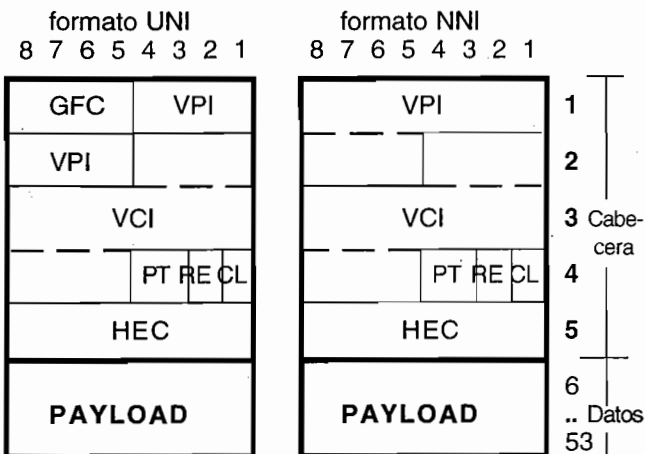 formato UNI formato NNI
8 7 6 5 4 3 2 1 8 7 6 5 4 3 2 1
GFC VPI VPI 1
VPI 2
VCI VCI 3 Cabe-
cera
PT RE CL PT RE CL 4
HEC HEC 5
6
PAYLOAD PAYLOAD .. Datos
53